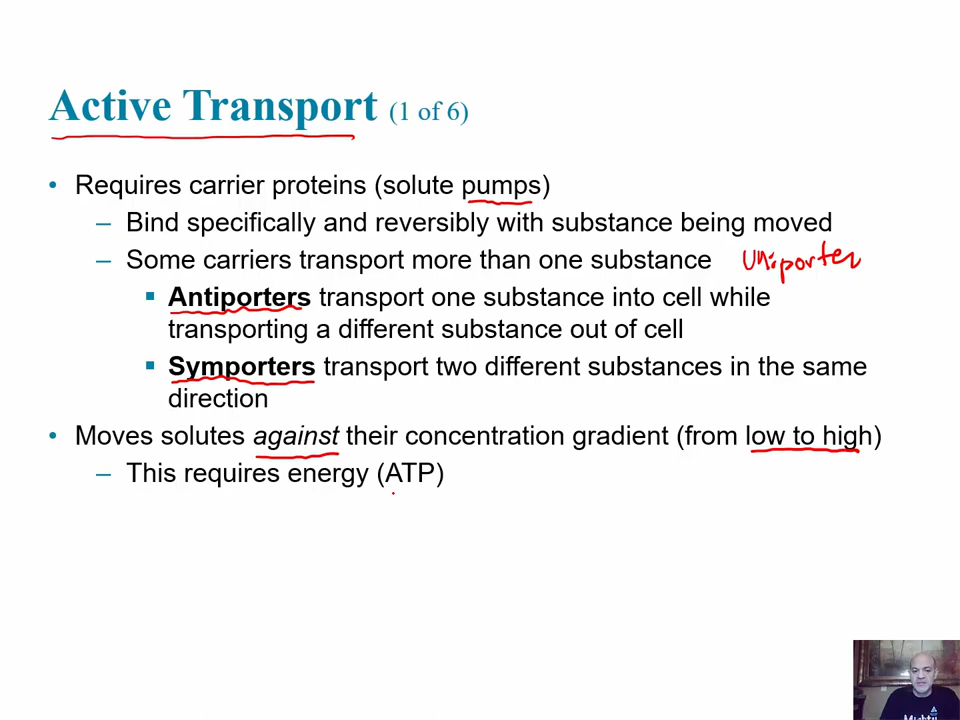 Active Transport (1 of 6)
• Requires carrier proteins (solute pumps)
– Bind specifically and reversibly with substance being moved
– Some carriers transport more than one substance uniporter
▪ Antiporters transport one substance into cell while
transporting a different substance out of cell
▪ Symporters transport two different substances in the same
direction
• Moves solutes against their concentration gradient (from low to high)
– This requires energy (ATP)
Mighty